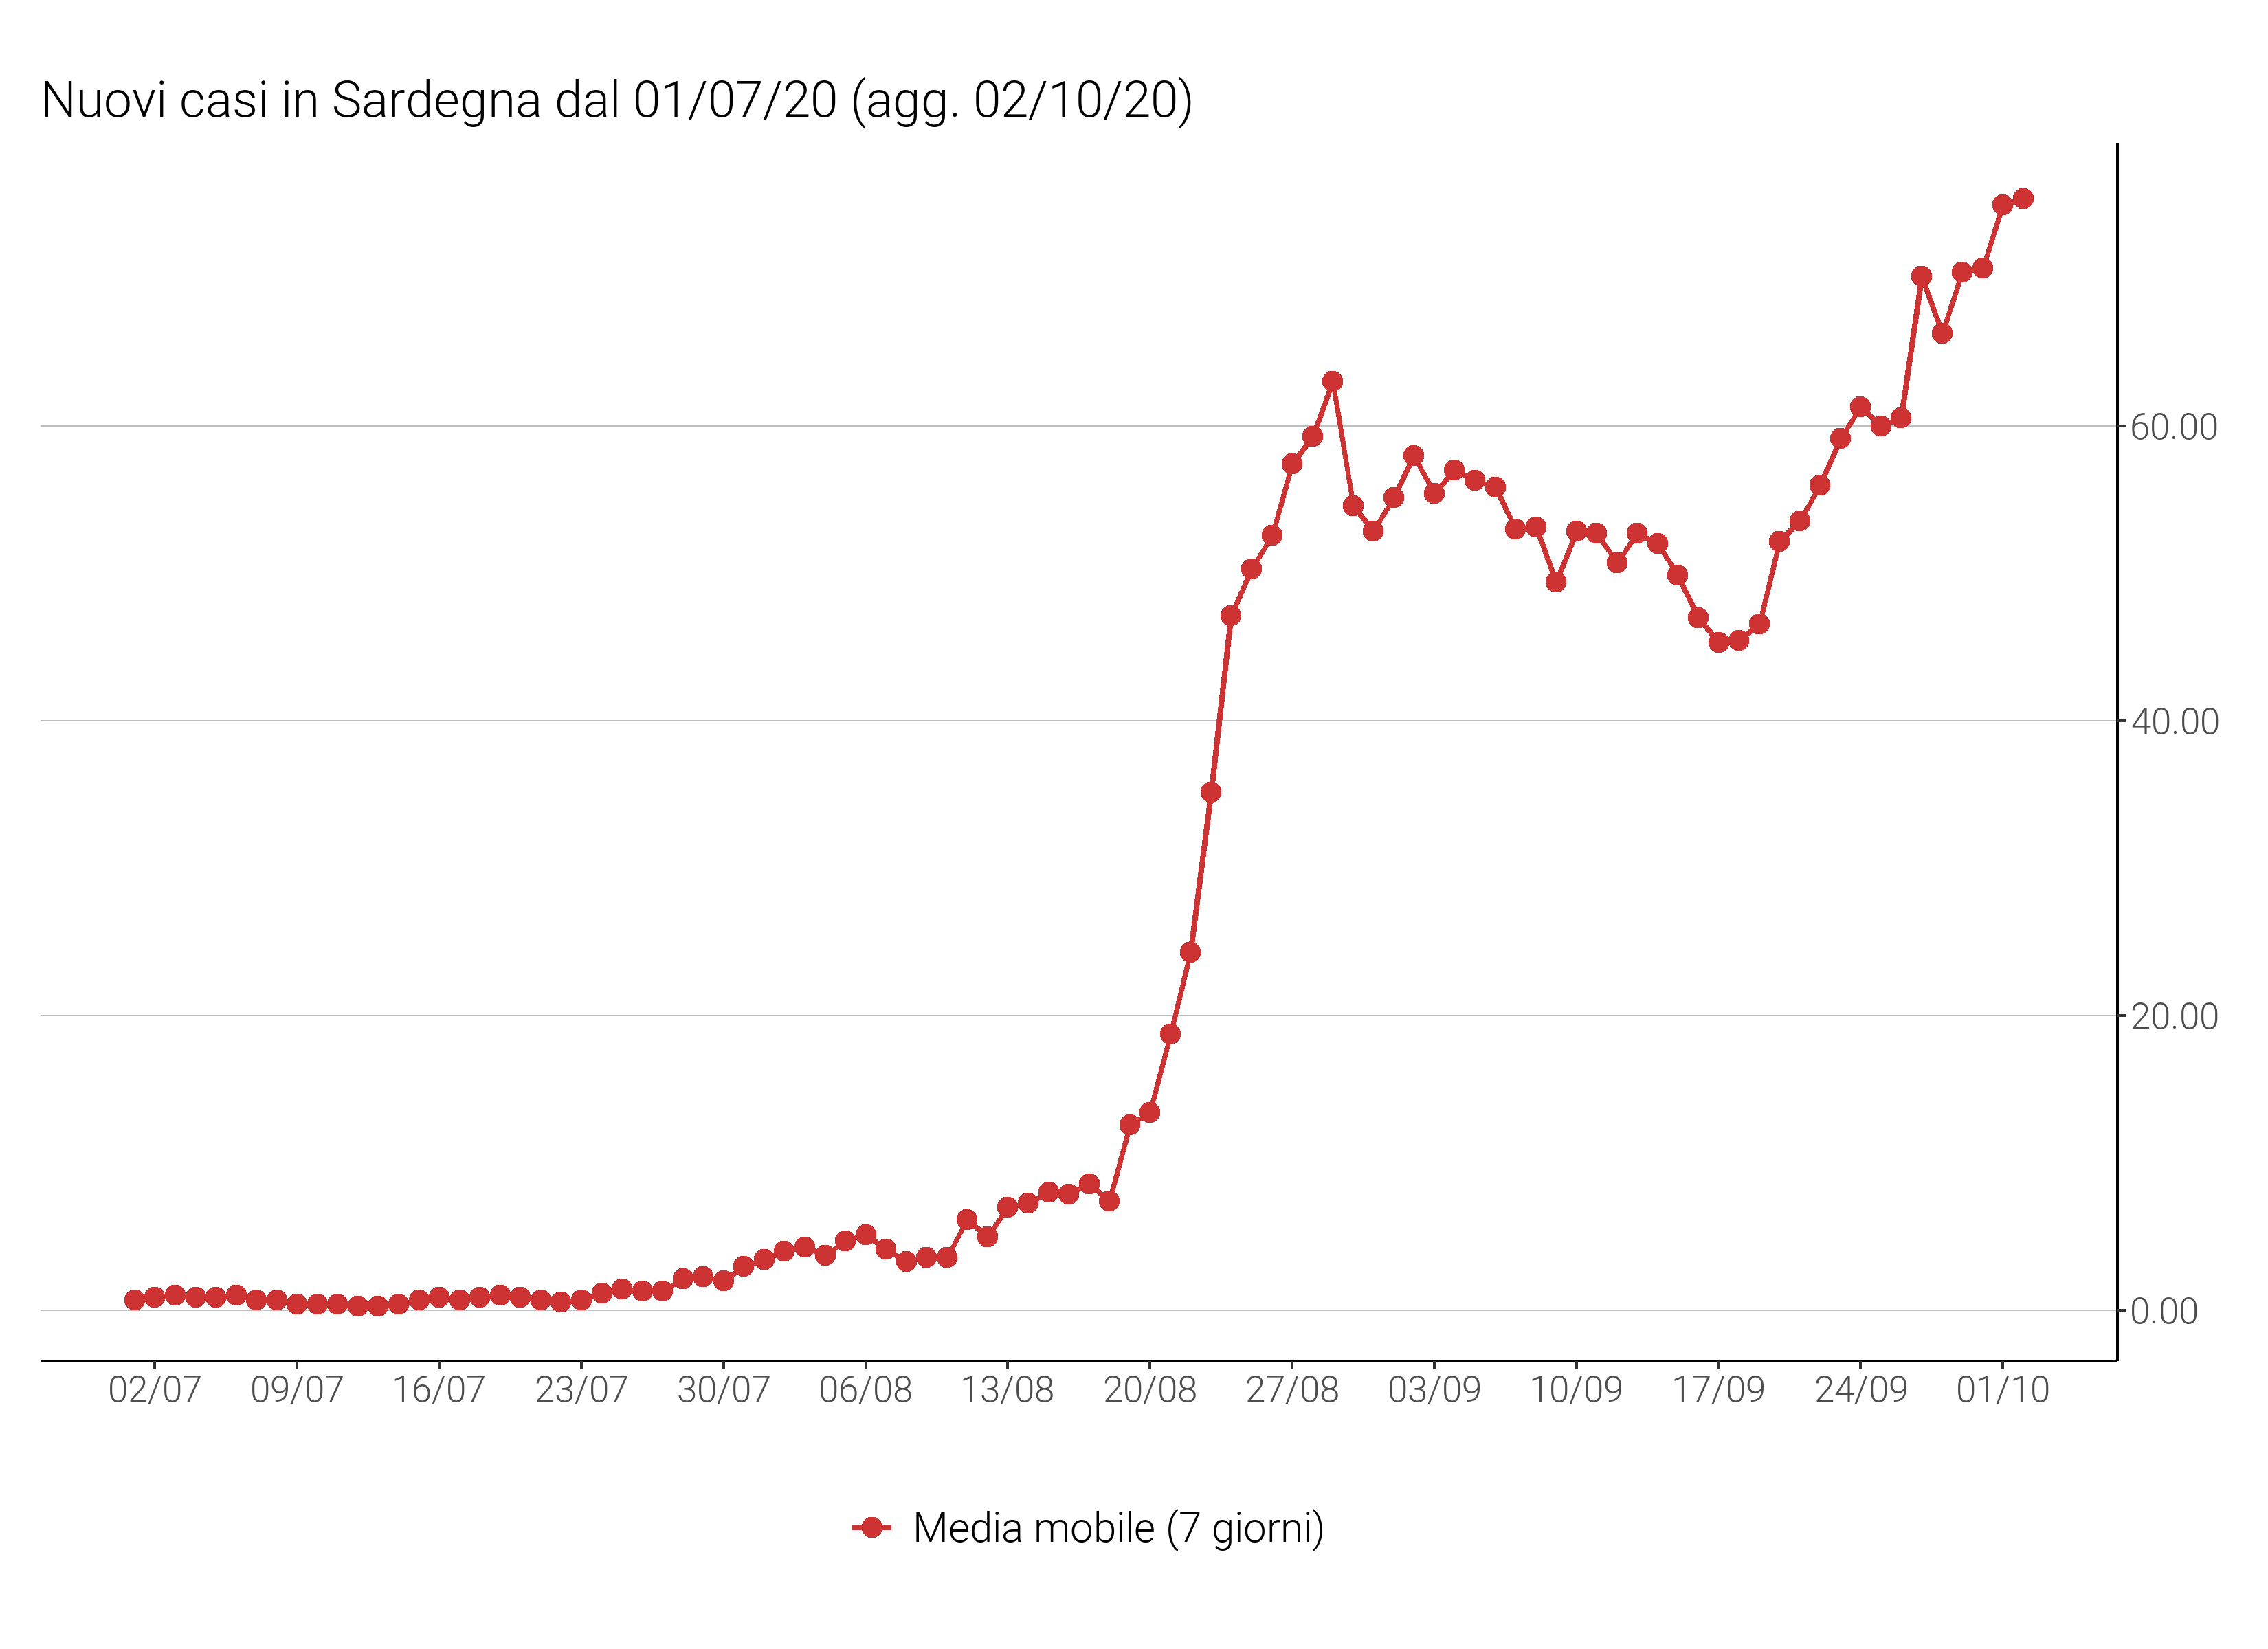 Nuovi casi in Sardegna dal 01/07/20 (agg. 02/10/20)
60.00
40.00
20.00
0.00
02/07 09/07 16/07 23/07 30/07 06/08 13/08 20/08 27/08 03/09 10/09 17/09 24/09 01/10
Media mobile (7 giorni)